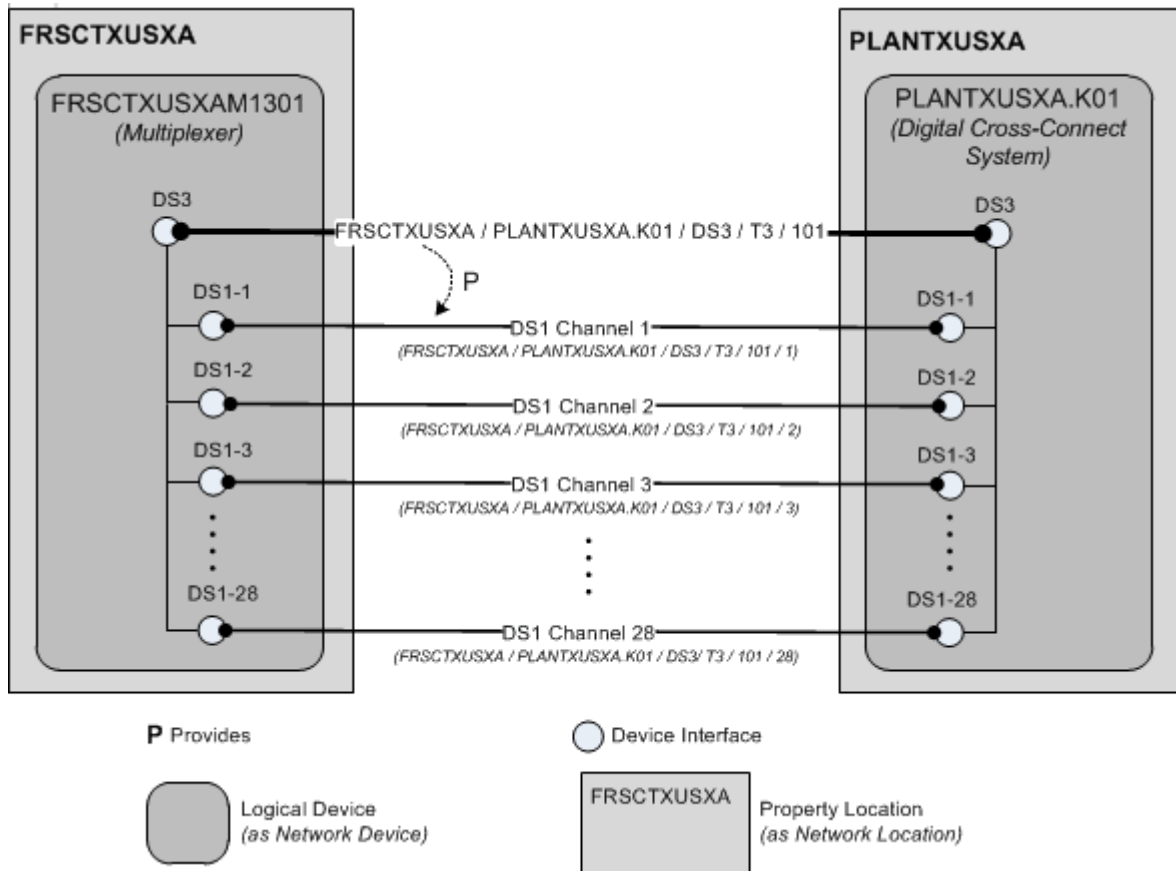 FRSCTXUSXA
PLANTXUSXA
FRSCTXUSXAM1301
(Multiplexer)
PLANTXUSXA.K01
(Digital Cross-Connect
System)
DS3
DS3
FRSCTXUSXA / PLANTXUSXA.K01 / DS3 / T3 / 101
P
DS1-1
DS1-1
DS1 Channel 1
(FRSCTXUSXA / PLANTXUSXA.K01 / DS3 / T3 / 101 / 1)
DS1-2
DS1-2
DS1 Channel 2
(FRSCTXUSXA / PLANTXUSXA.K01 / DS3 / T3 / 101 / 2)
DS1-3
DS1-3
DS1 Channel 3
(FRSCTXUSXA / PLANTXUSXA.K01 / DS3 / T3 / 101 / 3)
DS1-28
DS1-28
DS1 Channel 28
(FRSCTXUSXA / PLANTXUSXA.K01 / DS3/ T3 / 101 / 28)
P Provides
Device Interface
Logical Device
(as Network Device)
FRSCTXUSXA
Property Location
(as Network Location)